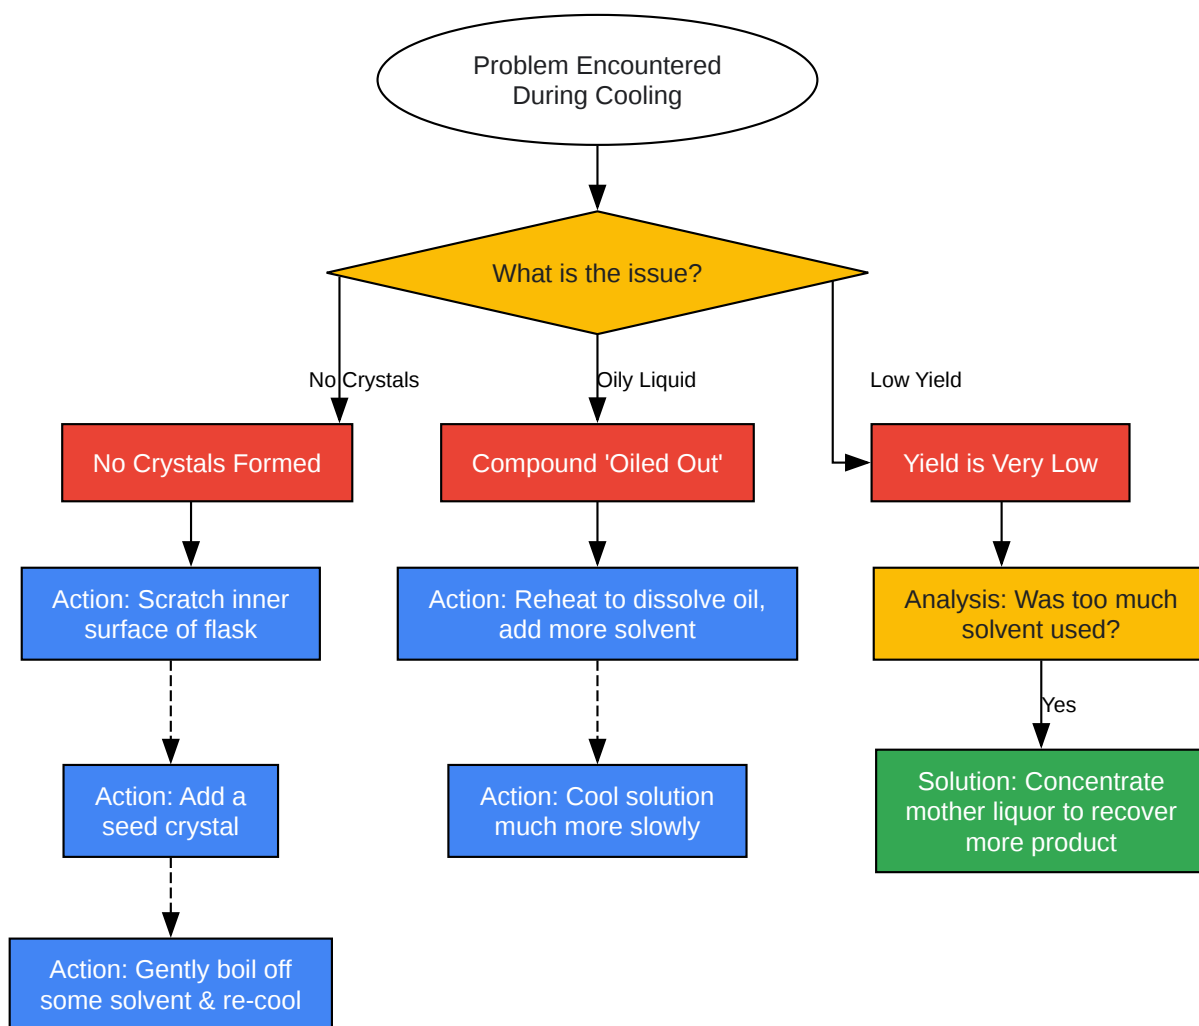 Problem Encountered
During Cooling
What is the issue?
No Crystals
Oily Liquid
Low Yield
No Crystals Formed
Compound 'Oiled Out'
Yield is Very Low
Action: Scratch inner
surface of flask
Action: Reheat to dissolve oil,
add more solvent
Analysis: Was too much
solvent used?
Yes
Action: Add a
seed crystal
Action: Cool solution
much more slowly
Solution: Concentrate
mother liquor to recover
more product
Action: Gently boil off
some solvent & re-cool